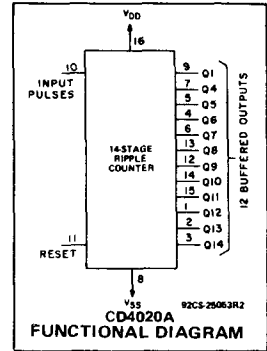 VDD
16
10
INPUT
PULSES
14-STAGE
RIPPLE
COUNTER
9 Q1
7 Q4
5 Q5
4 Q6
6 Q7
13 Q8
12 Q9
14 Q10
15 Q11
1 Q12
2 Q13
3 Q14
12 BUFFERED OUTPUTS
11
RESET
8
VSS
92CS-25063R2
CD4020A
FUNCTIONAL DIAGRAM